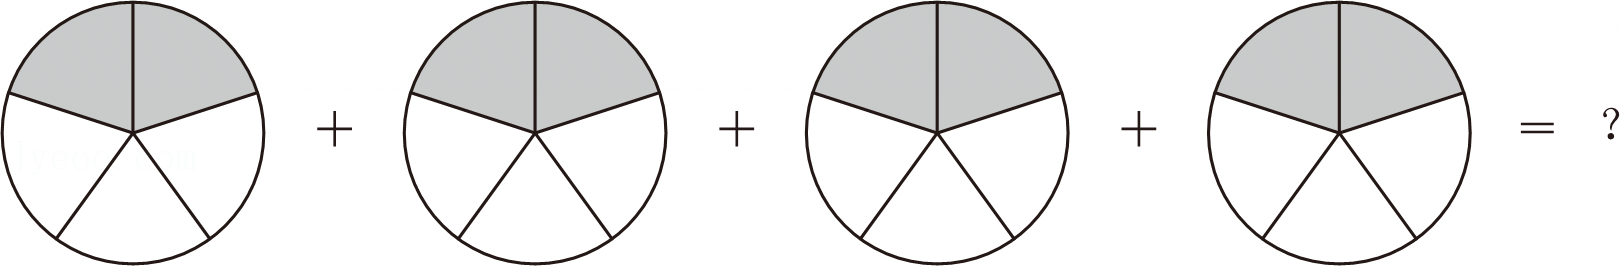 + + + = ?